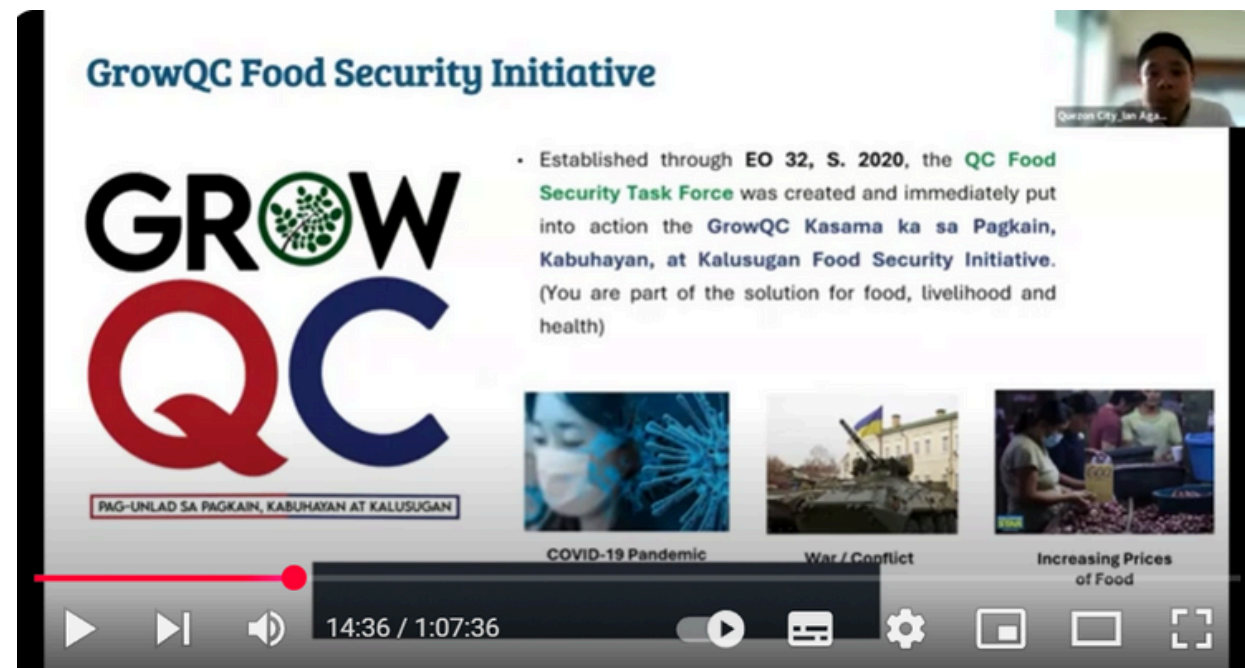 GrowQC Food Security Initiative
Quezon City_Ian Aga...
• Established through EO 32, S. 2020, the QC Food
Security Task Force was created and immediately put
into action the GrowQC Kasama ka sa Pagkain,
Kabuhayan, at Kalusugan Food Security Initiative.
(You are part of the solution for food, livelihood and
health)
GROW
QC
PAG-UNLAD SA PAGKAIN, KABUHAYAN AT KALUSUGAN
COVID-19 Pandemic
War / Conflict
Increasing Prices
of Food
14:36 / 1:07:36